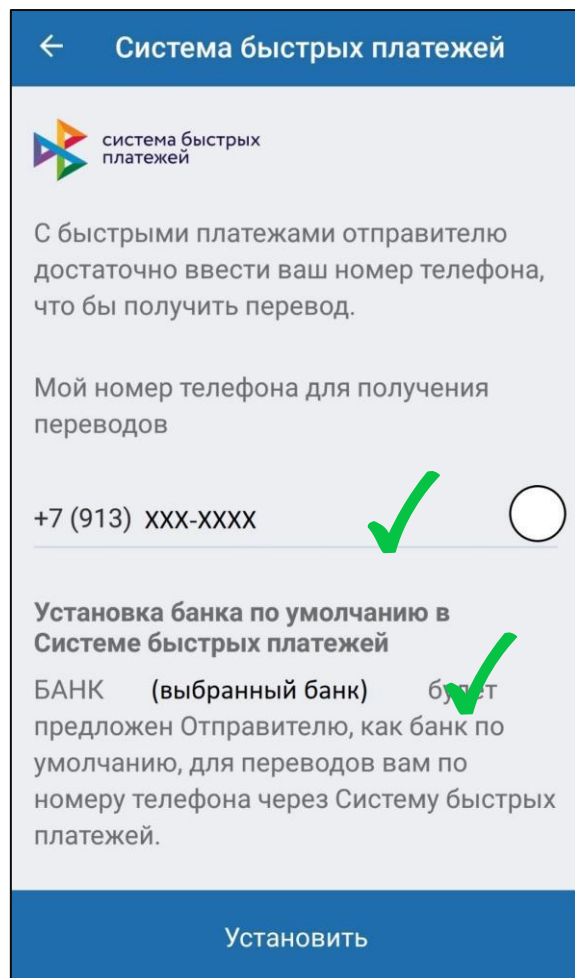 Система быстрых платежей
система быстрых
платежей
С быстрыми платежами отправителю
достаточно ввести ваш номер телефона,
что бы получить перевод.
Мой номер телефона для получения
переводов
+7 (913) XXX-XXXX
Установка банка по умолчанию в
Системе быстрых платежей
БАНК (выбранный банк) будет
предложен Отправителю, как банк по
умолчанию, для переводов вам по
номеру телефона через Систему быстрых
платежей.
Установить